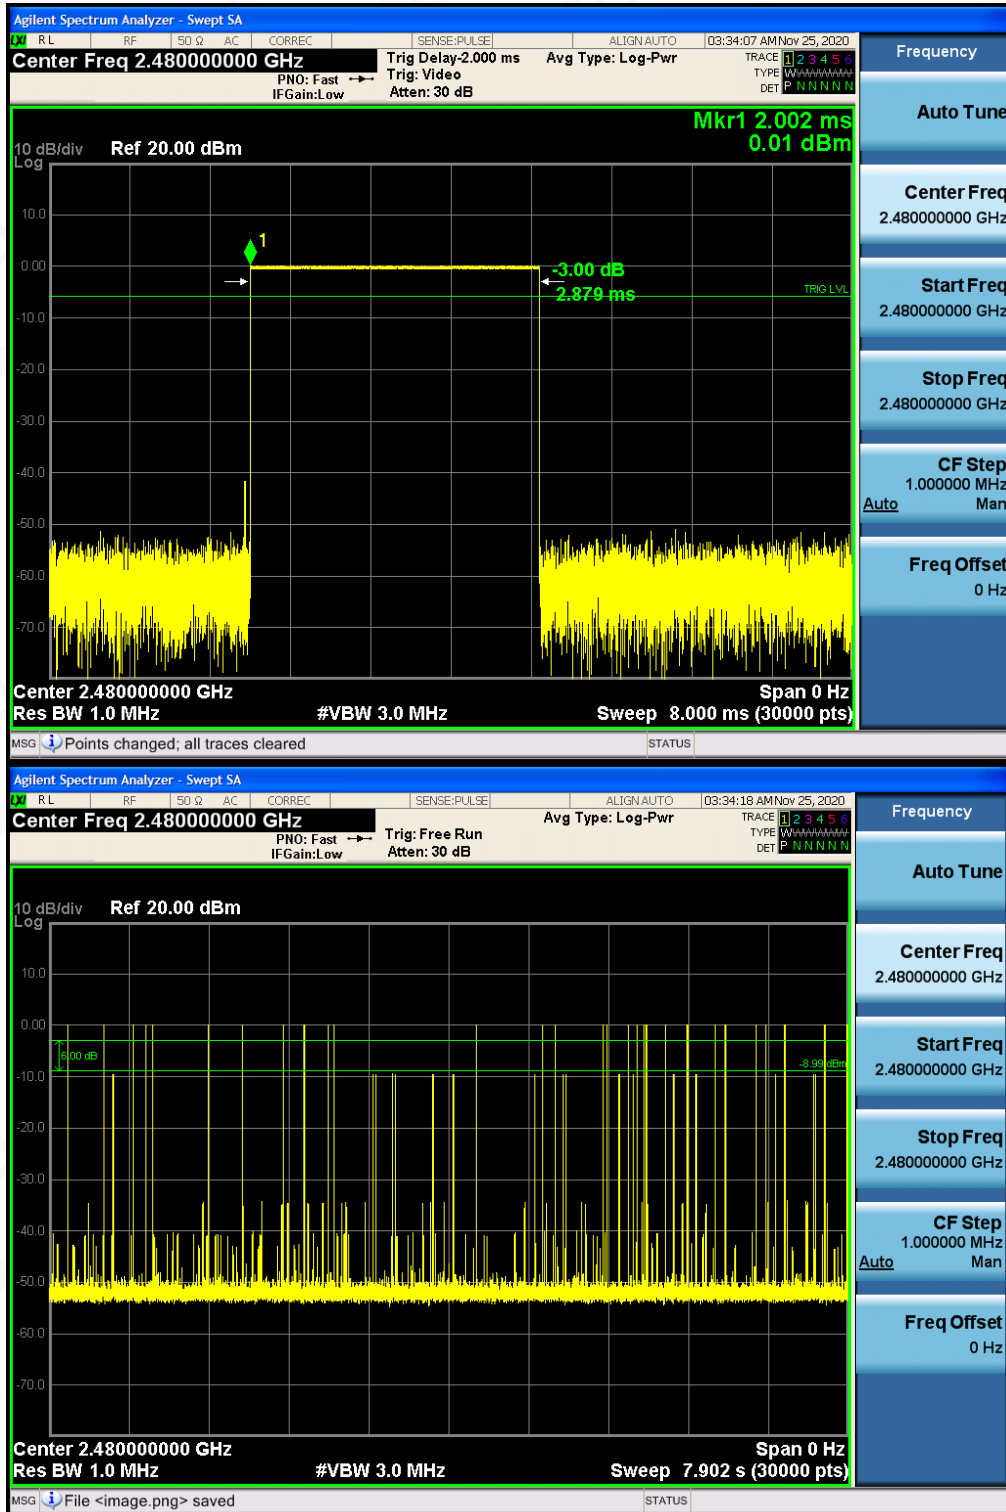 Agilent Spectrum Analyzer - Swept SA
LXI RL RF 50 Ω AC CORREC SENSE:PULSE ALIGN AUTO 03:34:07 AM Nov 25, 2020
Center Freq 2.480000000 GHz
PNO: Fast
IFGain:Low
Trig Delay-2.000 ms
Trig: Video
Atten: 30 dB
Avg Type: Log-Pwr
TRACE 1 2 3 4 5 6
TYPE W
DET P N N N N N
Mkr1 2.002 ms
0.01 dBm
10 dB/div Ref 20.00 dBm
Log
10.0
0.00
-10.0
-20.0
-30.0
-40.0
-50.0
-60.0
-70.0
1
-3.00 dB
2.879 ms
TRIG LVL
Center 2.480000000 GHz Span 0 Hz
Res BW 1.0 MHz #VBW 3.0 MHz Sweep 8.000 ms (30000 pts)
MSG Points changed; all traces cleared STATUS
Frequency
Auto Tune
Center Freq
2.480000000 GHz
Start Freq
2.480000000 GHz
Stop Freq
2.480000000 GHz
CF Step
1.000000 MHz
Auto Man
Freq Offset
0 Hz
Agilent Spectrum Analyzer - Swept SA
LXI RL RF 50 Ω AC CORREC SENSE:PULSE ALIGN AUTO 03:34:18 AM Nov 25, 2020
Center Freq 2.480000000 GHz
PNO: Fast
IFGain:Low
Trig: Free Run
Atten: 30 dB
Avg Type: Log-Pwr
TRACE 1 2 3 4 5 6
TYPE W
DET P N N N N N
10 dB/div Ref 20.00 dBm
Log
10.0
0.00
-10.0
-20.0
-30.0
-40.0
-50.0
-60.0
-70.0
6.00 dB
-8.99 dBm
Center 2.480000000 GHz Span 0 Hz
Res BW 1.0 MHz #VBW 3.0 MHz Sweep 7.902 s (30000 pts)
MSG File <image.png> saved STATUS
Frequency
Auto Tune
Center Freq
2.480000000 GHz
Start Freq
2.480000000 GHz
Stop Freq
2.480000000 GHz
CF Step
1.000000 MHz
Auto Man
Freq Offset
0 Hz